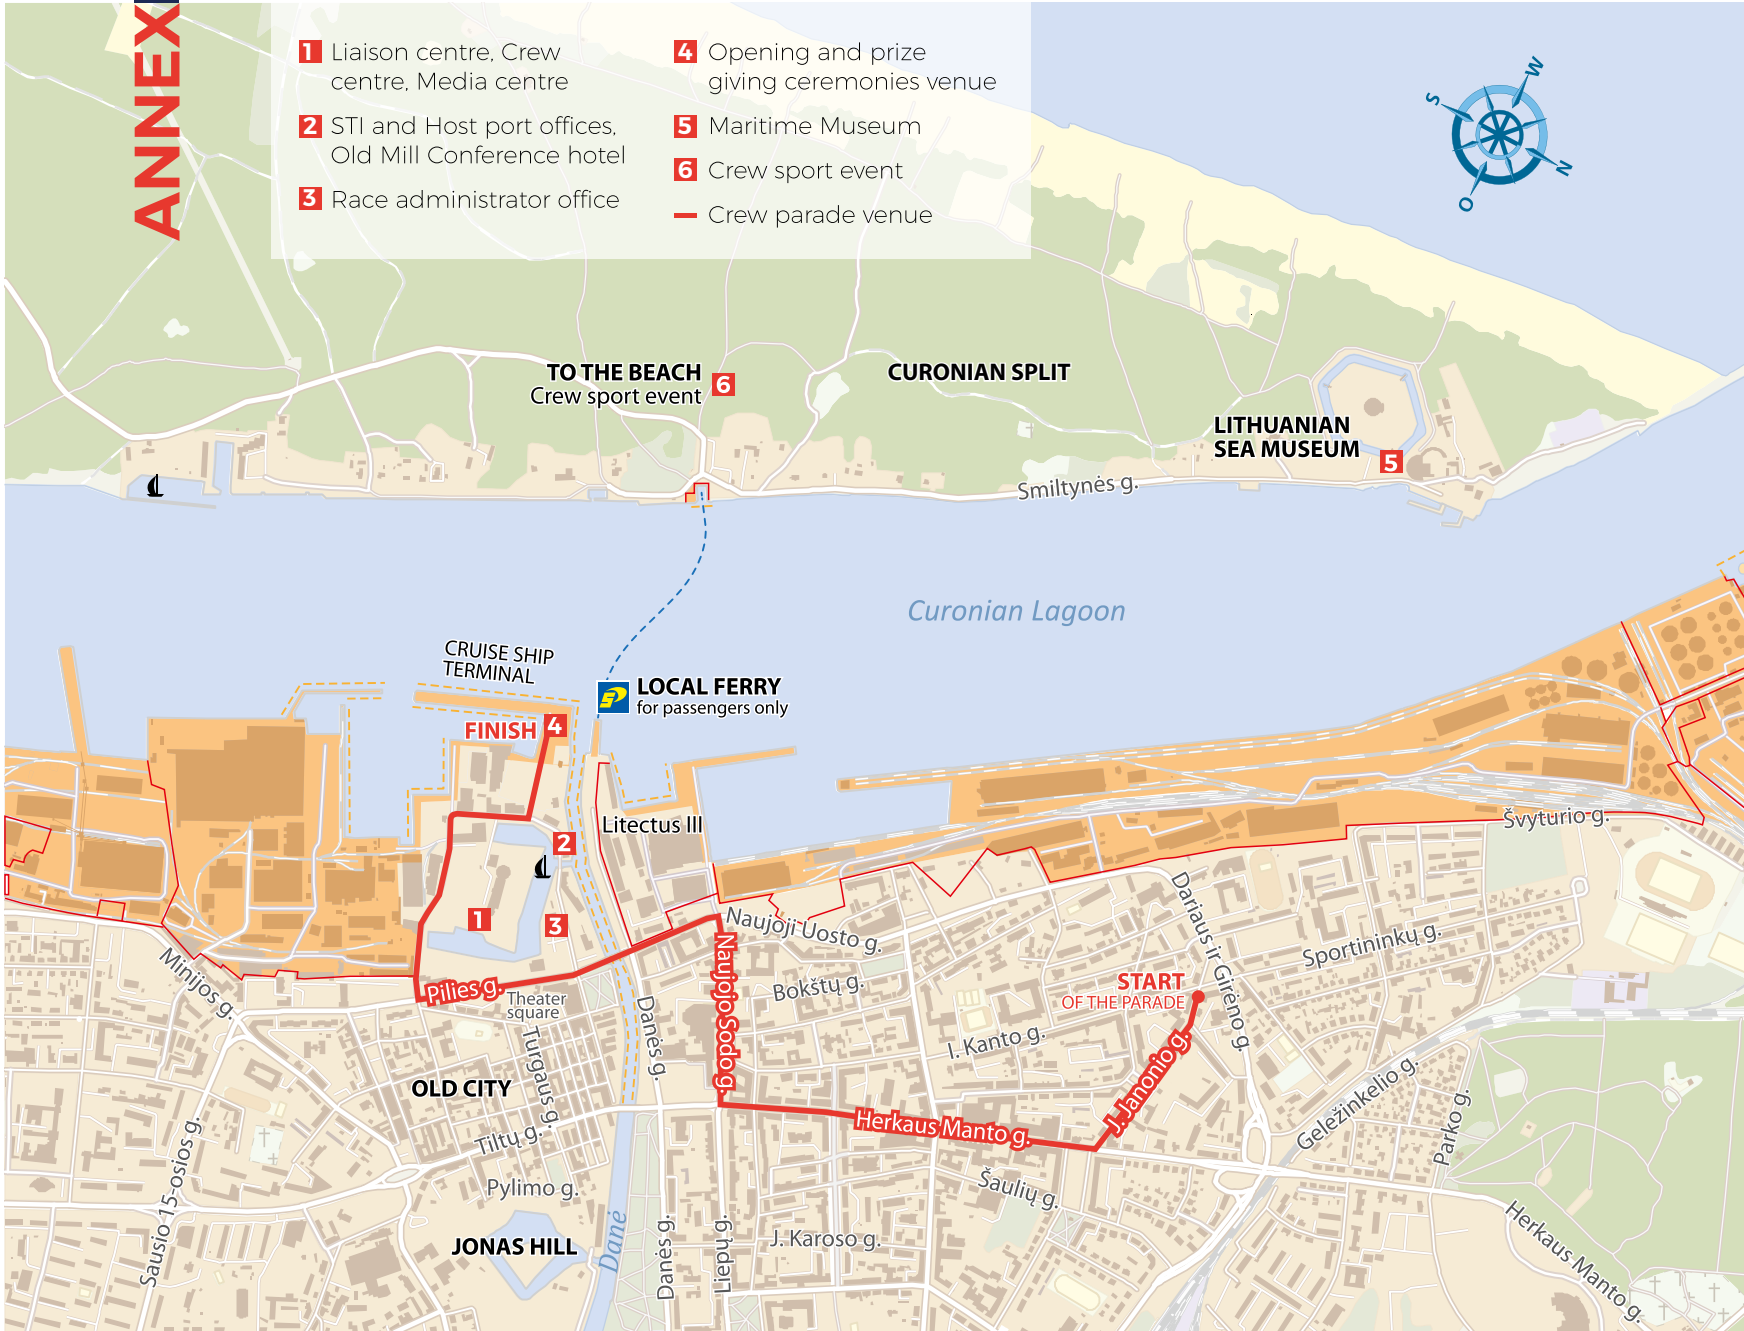 ANNEX
1 Liaison centre, Crew
centre, Media centre
2 STI and Host port offices,
Old Mill Conference hotel
3 Race administrator office
4 Opening and prize
giving ceremonies venue
5 Maritime Museum
6 Crew sport event
Crew parade venue
W
S
N
O
TO THE BEACH
Crew sport event
6
CURONIAN SPLIT
LITHUANIAN
SEA MUSEUM
5
Smiltynės g.
Curonian Lagoon
CRUISE SHIP
TERMINAL
LOCAL FERRY
for passengers only
FINISH 4
Litectus III
2
1
3
Švyturio g.
Naujoji Uosto g.
Dariaus ir Girėno g.
Sportininkų g.
Minijos g.
Pilies g.
Theater
square
Naujojo Sodo g.
Bokštų g.
START
OF THE PARADE
I. Kanto g.
J. Janonio g.
Turgaus g.
Danės g.
OLD CITY
Herkaus Manto g.
Geležinkelio g.
Parko g.
Tiltų g.
Sausio 15-osios g.
Pylimo g.
Šaulių g.
JONAS HILL
Danė
Danės g.
Liepų g.
J. Karoso g.
Herkaus Manto g.